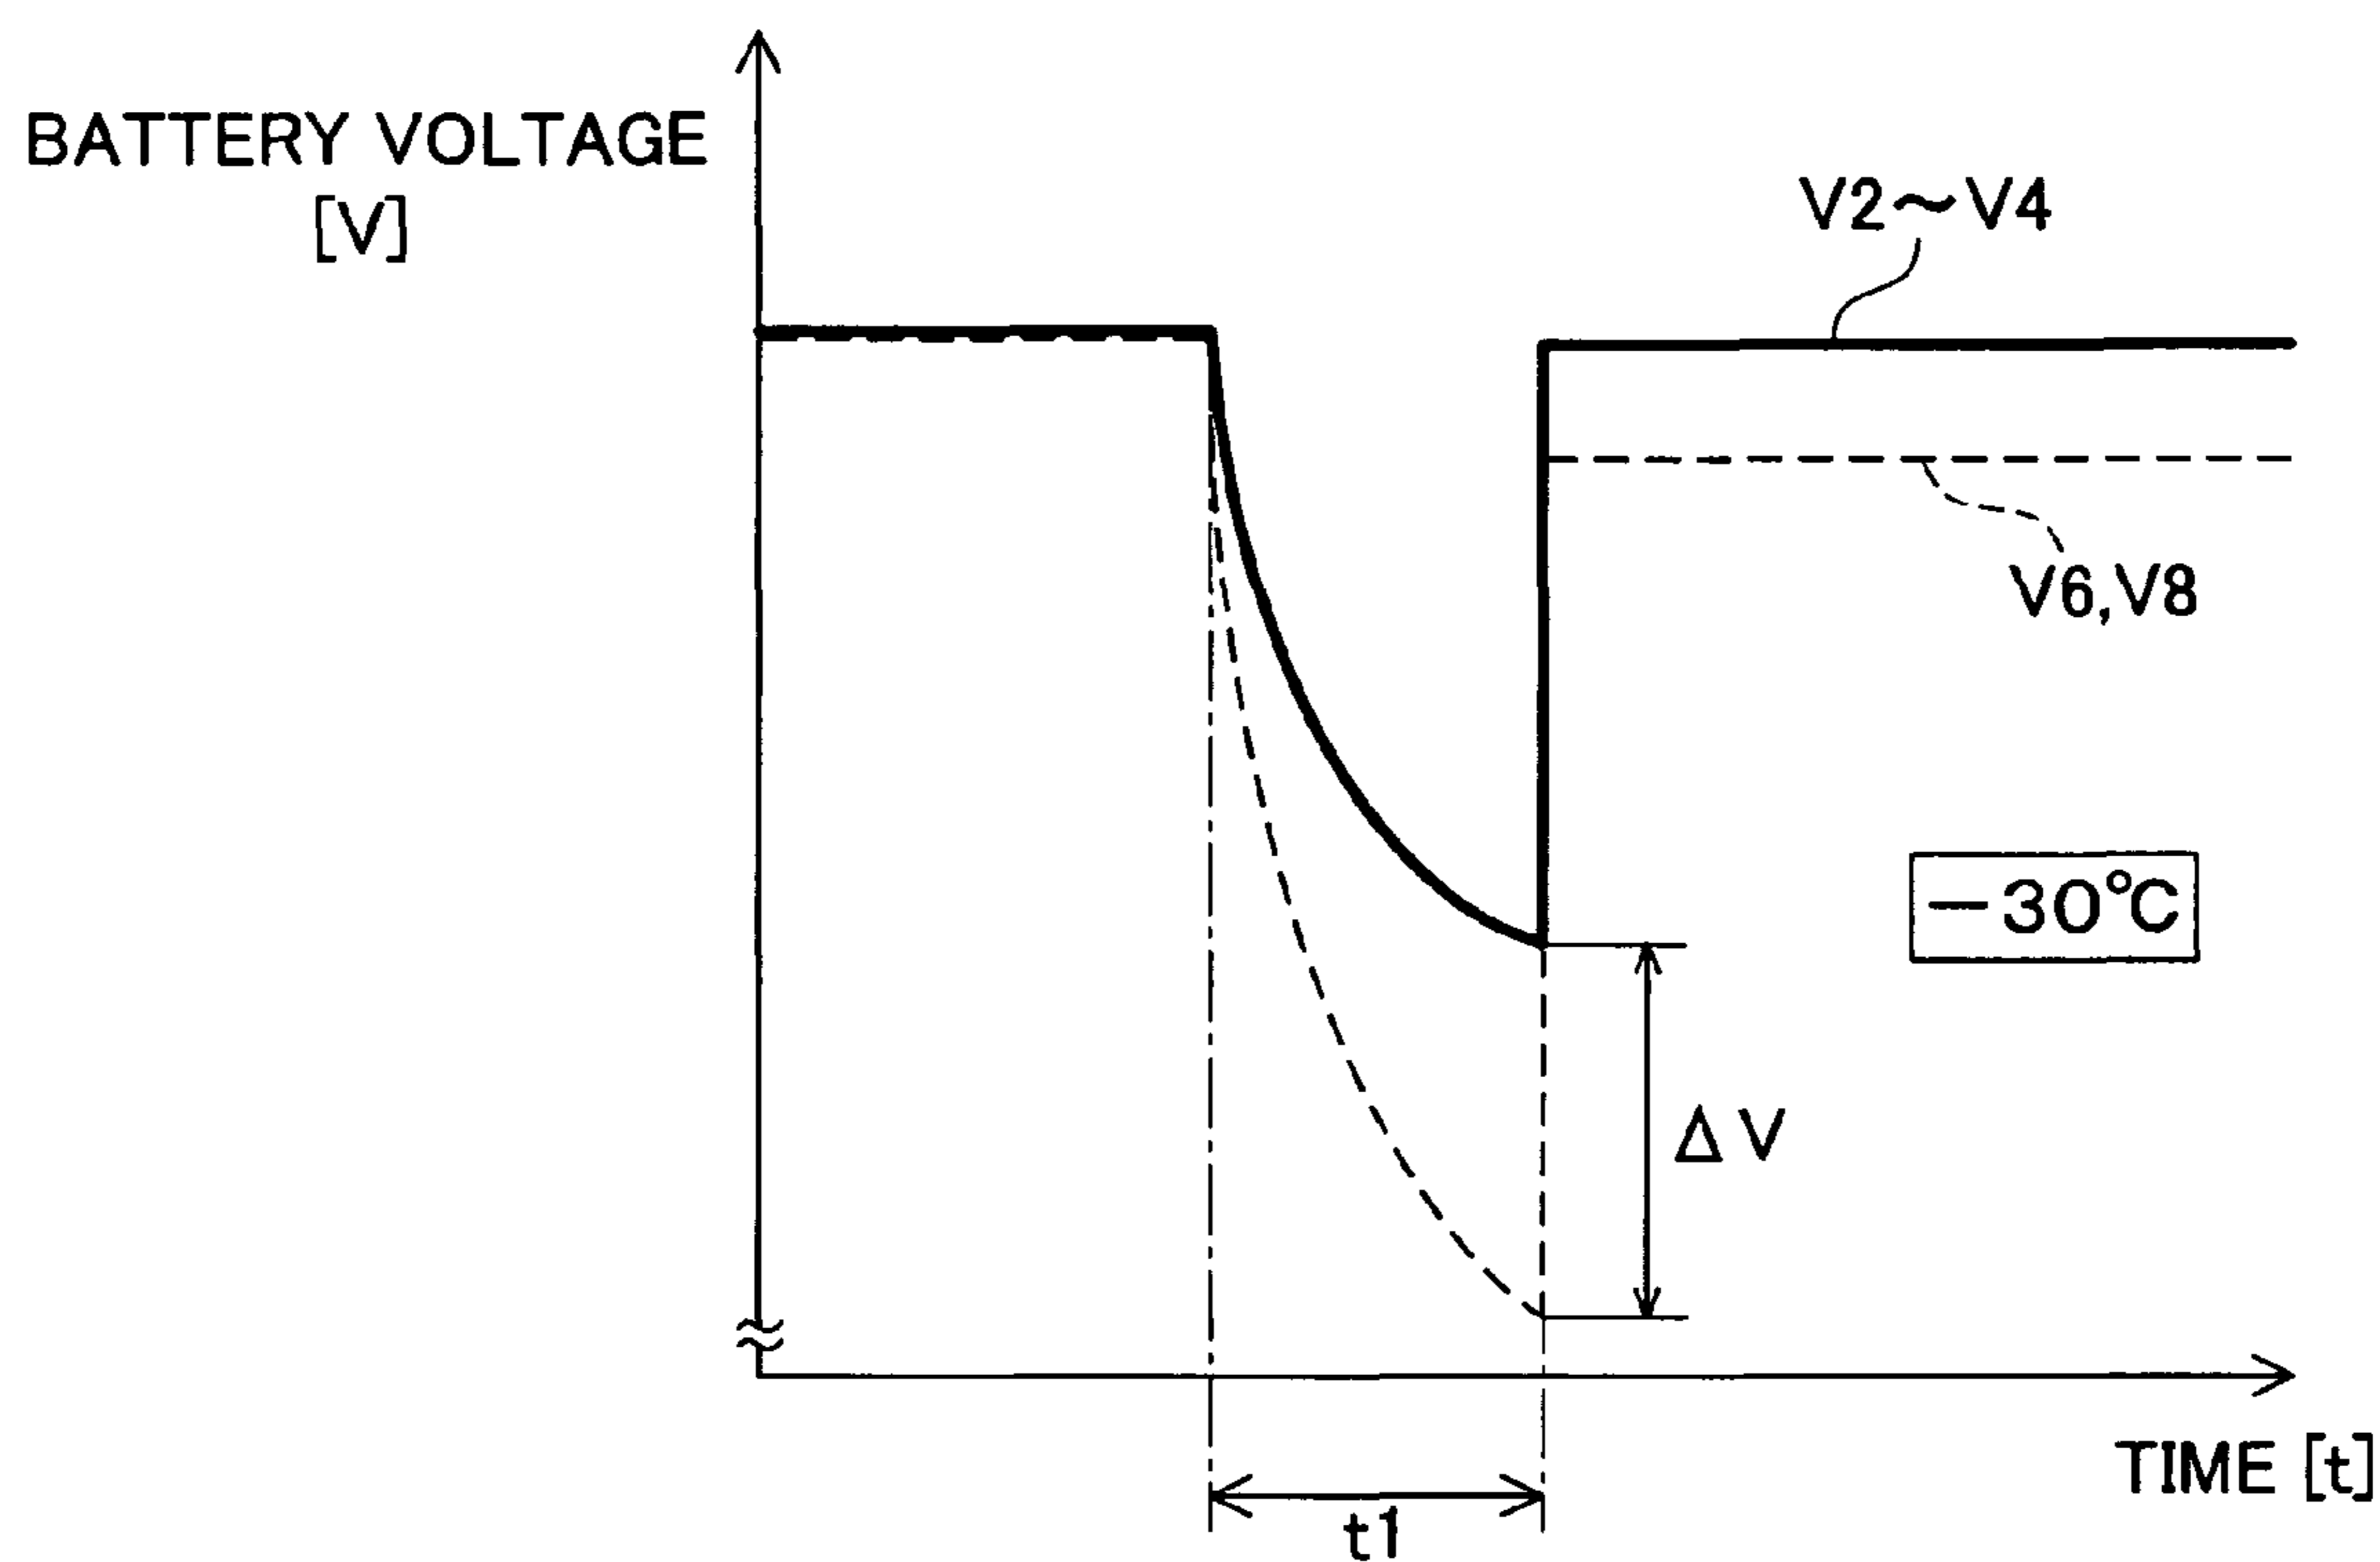 BATTERY VOLTAGE
[V]
V2~V4
V6,V8
−30°C
ΔV
TIME [t]
t1